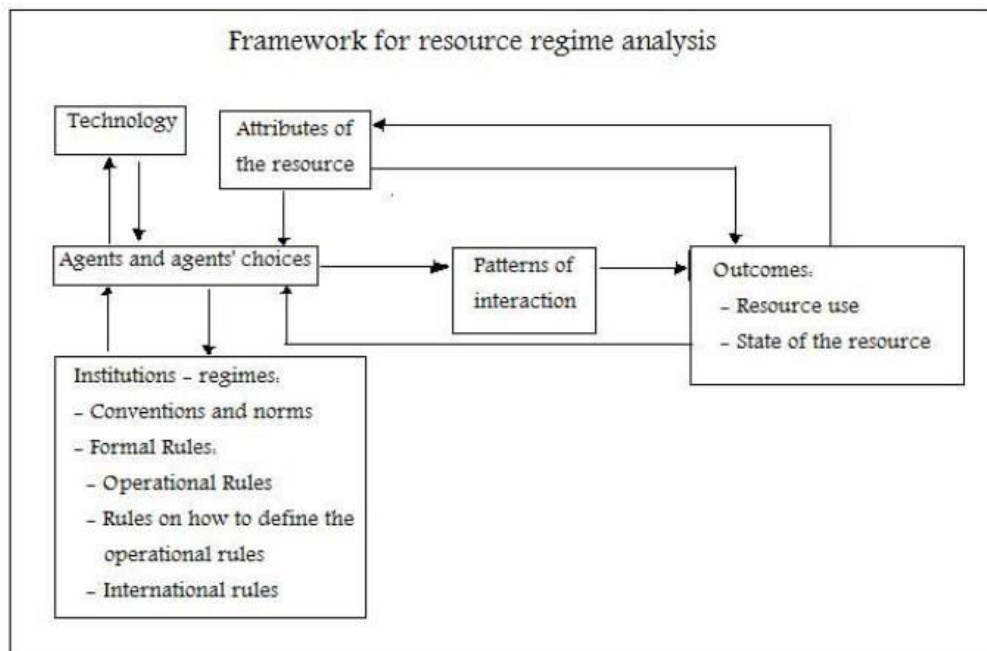 Framework for resource regime analysis
Technology
Attributes of
the resource
Agents and agents' choices
Patterns of
interaction
Outcomes:
- Resource use
- State of the resource
Institutions - regimes:
- Conventions and norms
- Formal Rules:
- Operational Rules
- Rules on how to define the
operational rules
- International rules